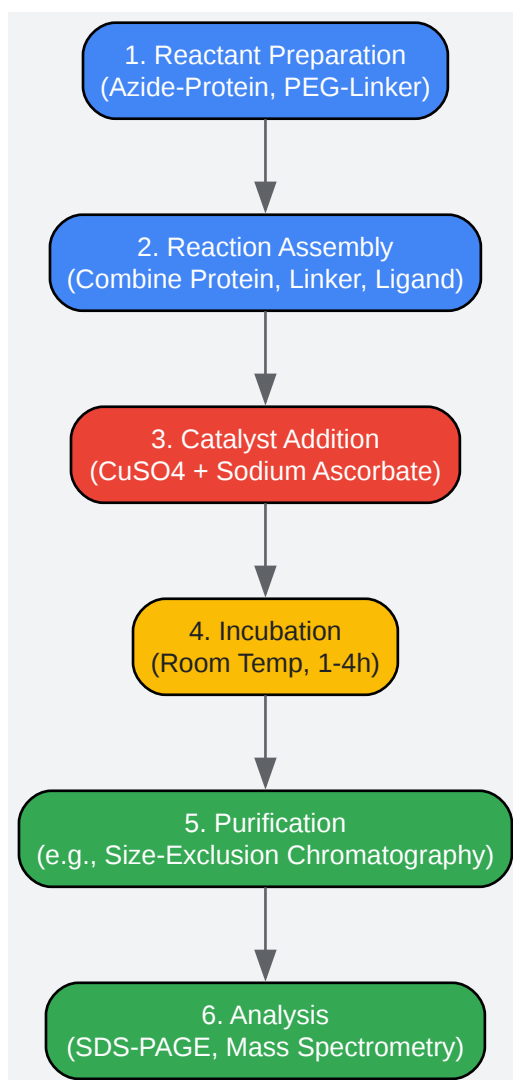 1. Reactant Preparation
(Azide-Protein, PEG-Linker)
2. Reaction Assembly
(Combine Protein, Linker, Ligand)
3. Catalyst Addition
(CuSO4 + Sodium Ascorbate)
4. Incubation
(Room Temp, 1-4h)
5. Purification
(e.g., Size-Exclusion Chromatography)
6. Analysis
(SDS-PAGE, Mass Spectrometry)